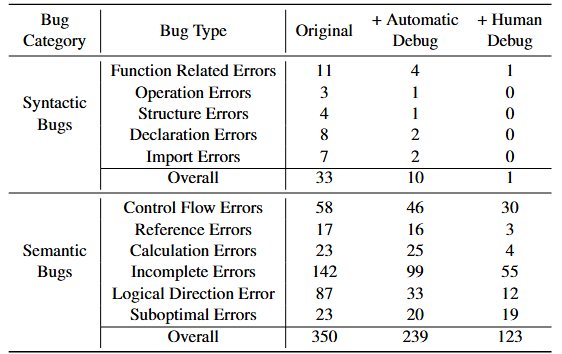 Bug Category Bug Type Original + Automatic Debug + Human Debug
Syntactic Bugs
Function Related Errors 11 4 1
Operation Errors 3 1 0
Structure Errors 4 1 0
Declaration Errors 8 2 0
Import Errors 7 2 0
Overall 33 10 1
Semantic Bugs
Control Flow Errors 58 46 30
Reference Errors 17 16 3
Calculation Errors 23 25 4
Incomplete Errors 142 99 55
Logical Direction Error 87 33 12
Suboptimal Errors 23 20 19
Overall 350 239 123